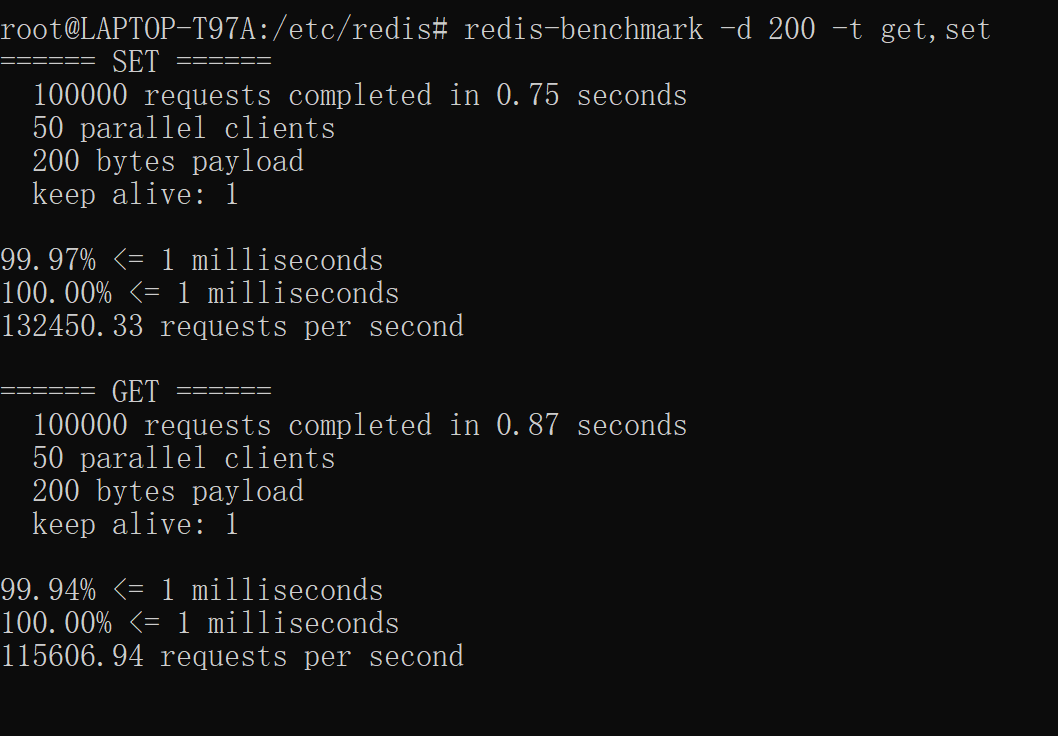 root@LAPTOP-T97A:/etc/redis# redis-benchmark -d 200 -t get,set
====== SET ======
  100000 requests completed in 0.75 seconds
  50 parallel clients
  200 bytes payload
  keep alive: 1

99.97% <= 1 milliseconds
100.00% <= 1 milliseconds
132450.33 requests per second

====== GET ======
  100000 requests completed in 0.87 seconds
  50 parallel clients
  200 bytes payload
  keep alive: 1

99.94% <= 1 milliseconds
100.00% <= 1 milliseconds
115606.94 requests per second